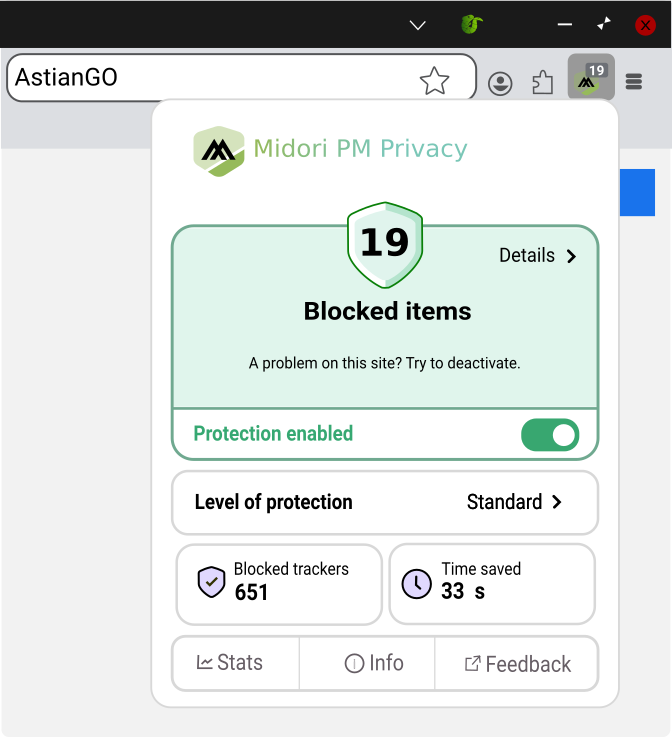 AstianGO
19
Midori PM Privacy
19
Details
Blocked items
A problem on this site? Try to deactivate.
Protection enabled
Level of protection
Standard
Blocked trackers
651
Time saved
33 s
Stats
Info
Feedback